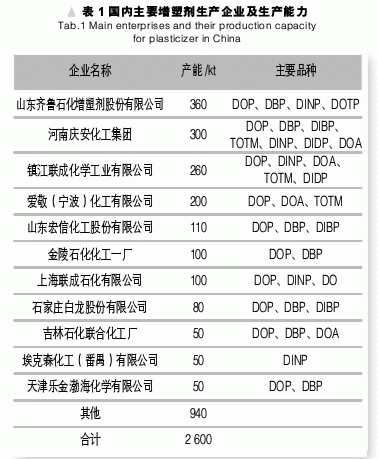 ▲ 表 1 国内主要增塑剂生产企业及生产能力
Tab.1 Main enterprises and their production capacity
for plasticizer in China
企业名称 产能 /kt 主要品种
山东齐鲁石化增塑剂股份有限公司 360 DOP、DBP、DINP、DOTP
河南庆安化工集团 300 DOP、DBP、DIBP、
TOTM、DINP、DIDP、DOA
镇江联成化学工业有限公司 260 DOP、DINP、DOA、
TOTM、DIDP
爱敬（宁波）化工有限公司 200 DOP、DOA、TOTM
山东宏信化工股份有限公司 110 DOP、DBP、DIBP
金陵石化化工一厂 100 DOP、DBP
上海联成石化有限公司 100 DOP、DINP、DO
石家庄白龙股份有限公司 80 DOP、DBP、DIBP
吉林石化联合化工厂 50 DOP、DBP、DOA
埃克森化工（番禺）有限公司 50 DINP
天津乐金渤海化学有限公司 50 DOP、DBP
其他 940
合计 2 600